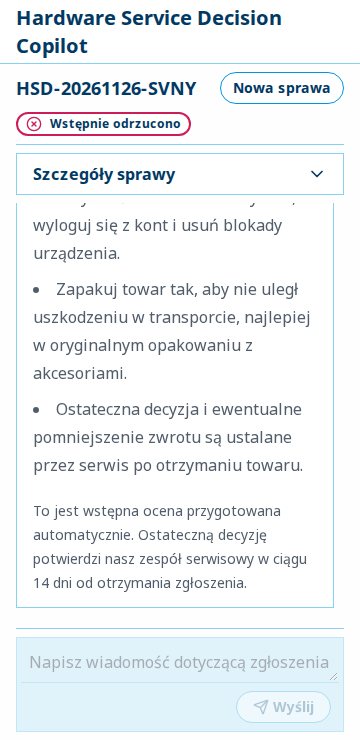 Hardware Service Decision
Copilot
HSD-20261126-SVNY
Nowa sprawa
Wstępnie odrzucono
Szczegóły sprawy
wyloguj się z kont i usuń blokady
urządzenia.
• Zapakuj towar tak, aby nie uległ
uszkodzeniu w transporcie, najlepiej
w oryginalnym opakowaniu z
akcesoriami.
• Ostateczna decyzja i ewentualne
pomniejszenie zwrotu są ustalane
przez serwis po otrzymaniu towaru.
To jest wstępna ocena przygotowana
automatycznie. Ostateczną decyzję
potwierdzi nasz zespół serwisowy w ciągu
14 dni od otrzymania zgłoszenia.
Napisz wiadomość dotyczącą zgłoszenia
Wyślij